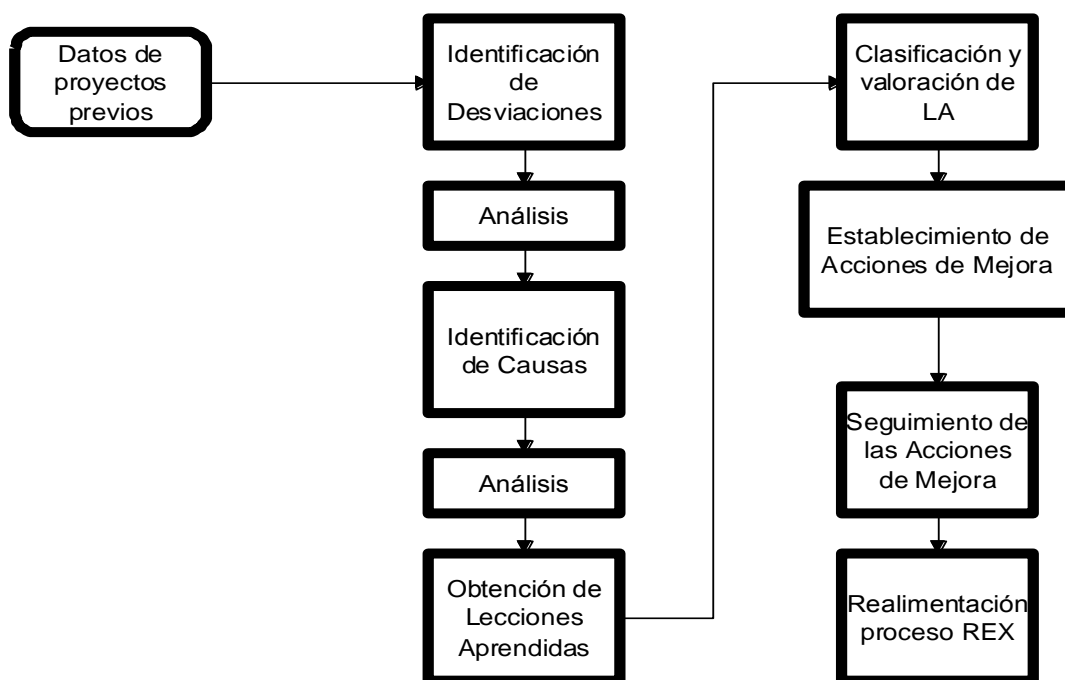 Datos de
proyectos
previos
Identificación
de
Desviaciones
Análisis
Identificación
de Causas
Análisis
Obtención de
Lecciones
Aprendidas
Clasificación y
valoración de
LA
Establecimiento de
Acciones de Mejora
Seguimiento de
las Acciones
de Mejora
Realimentación
proceso REX